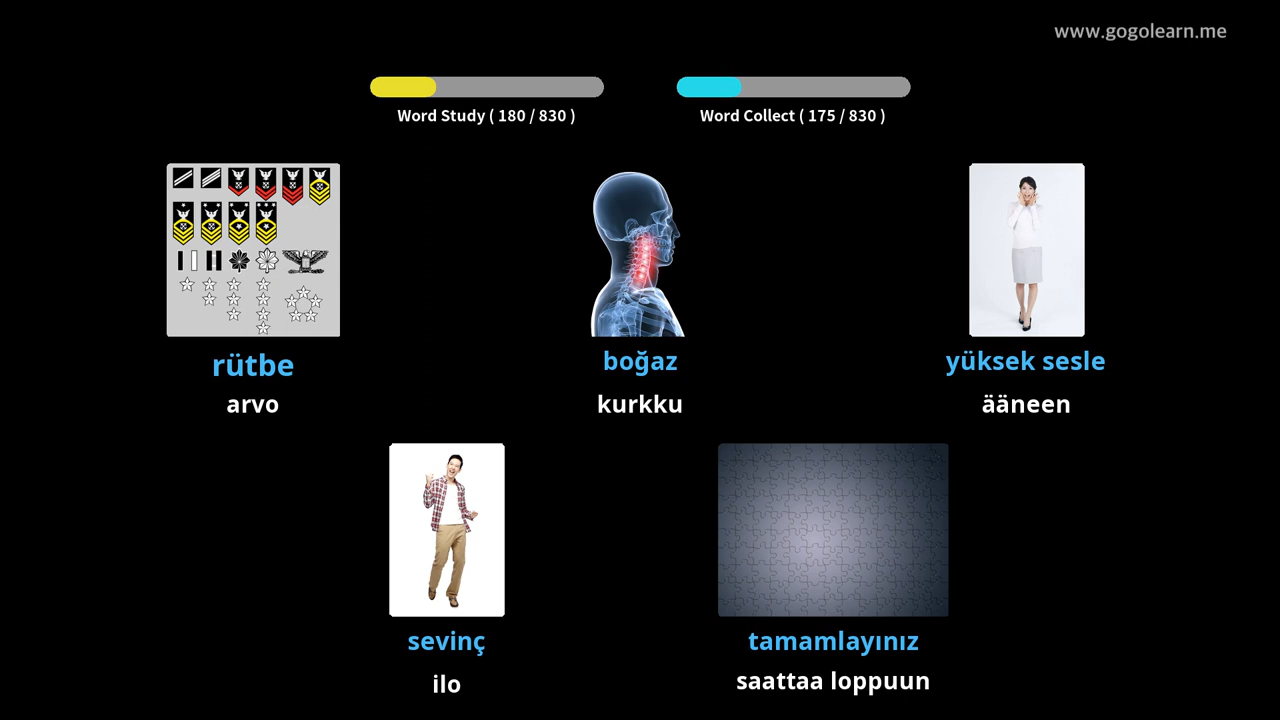 www.gogolearn.me
Word Study ( 180 / 830 )
Word Collect ( 175 / 830 )
rütbe
arvo
boğaz
kurkku
yüksek sesle
ääneen
sevinç
ilo
tamamlayınız
saattaa loppuun